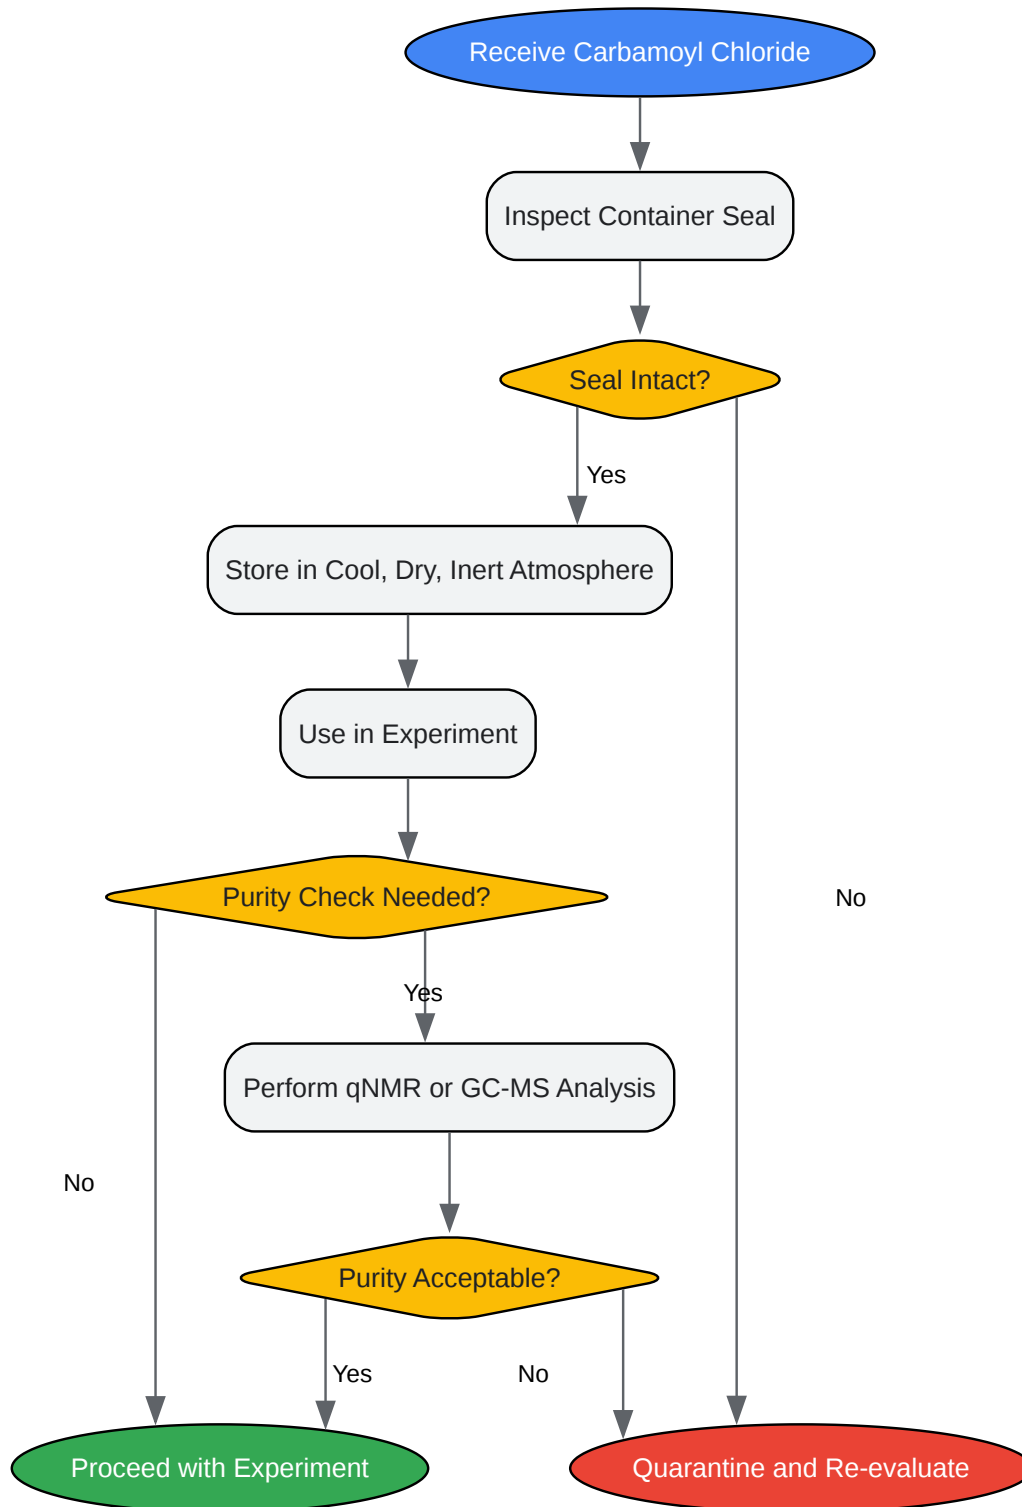 Receive Carbamoyl Chloride
Inspect Container Seal
Seal Intact?
Yes
Store in Cool, Dry, Inert Atmosphere
Use in Experiment
Purity Check Needed?
No
Yes
Perform qNMR or GC-MS Analysis
No
Purity Acceptable?
Yes
No
Proceed with Experiment
Quarantine and Re-evaluate